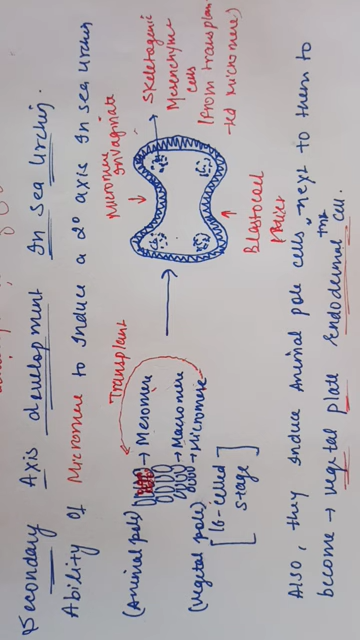 Secondary Axis development In Sea Urchin.
Ability of Micromere to induce a 2° axis in sea Urchin
Transplant
(Animal pole) → Mesomere
→ Macromere
(Vegetal pole) → Micromere
[16-celled stage]
Micromere
Invaginate
Skeletogenic
Mesenchyme
cells
(From transplan
-ted micromere)
Blastocoel
Also, they induce Animal pole cells next to them to
become → vegetal plate / endodermal cell.